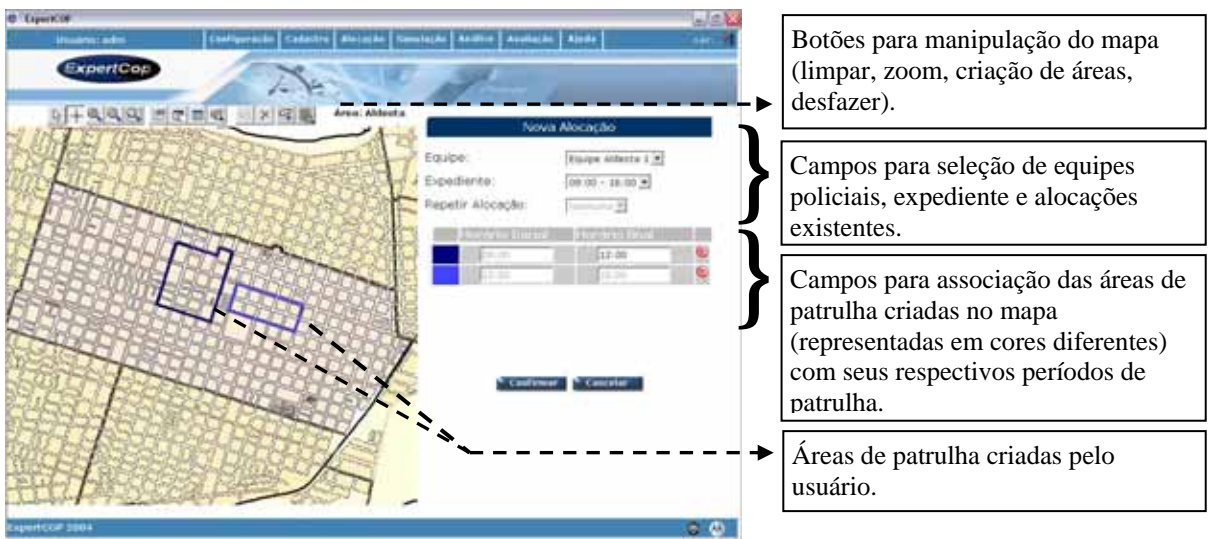 ExpertCOP
Usuário: adm
Configuração Cadastro Alocação Simulação Análise Avaliação Ajuda
ExpertCop
Área: Aldeota
Nova Alocação
Equipe: Equipe Aldeota 1
Expediente: 08:00 - 18:00
Repetir Alocação:
Horário Inicial Horário Final
12:00
Confirmar Cancelar
ExpertCOP 2004
Botões para manipulação do mapa
(limpar, zoom, criação de áreas,
desfazer).
Campos para seleção de equipes
policiais, expediente e alocações
existentes.
Campos para associação das áreas de
patrulha criadas no mapa
(representadas em cores diferentes)
com seus respectivos períodos de
patrulha.
Áreas de patrulha criadas pelo
usuário.